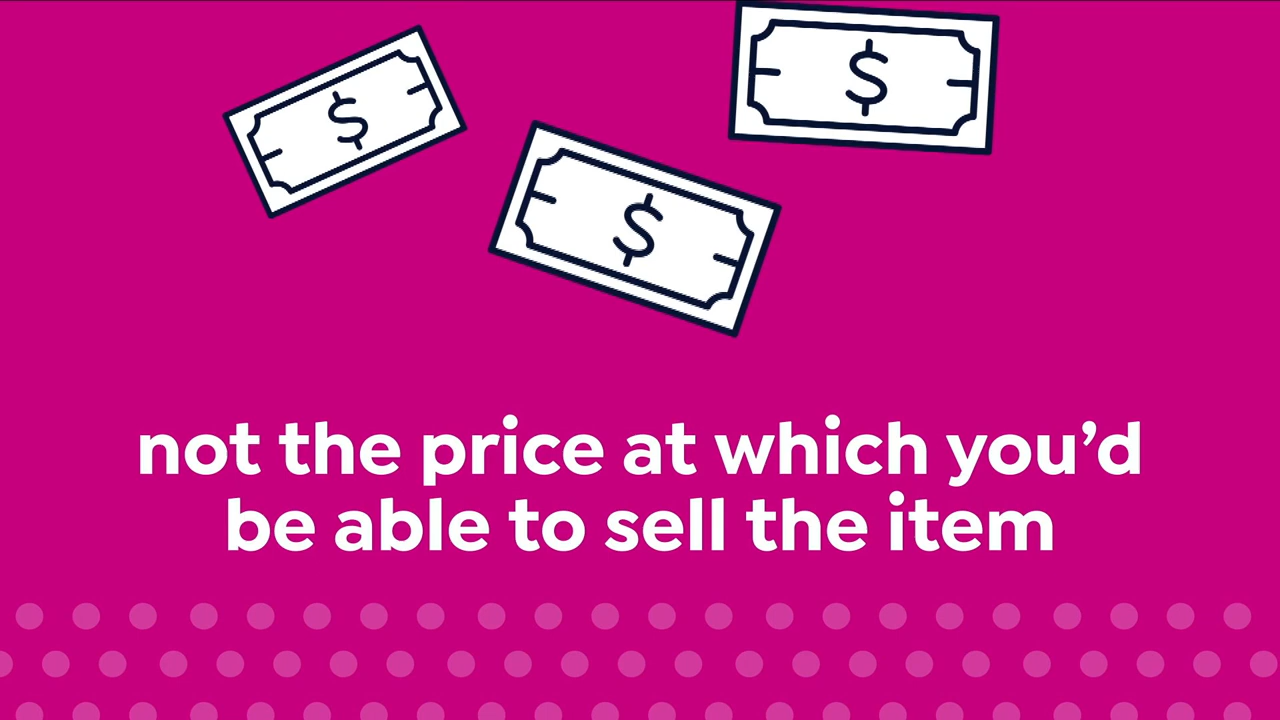 $
$
$
not the price at which you’d
be able to sell the item